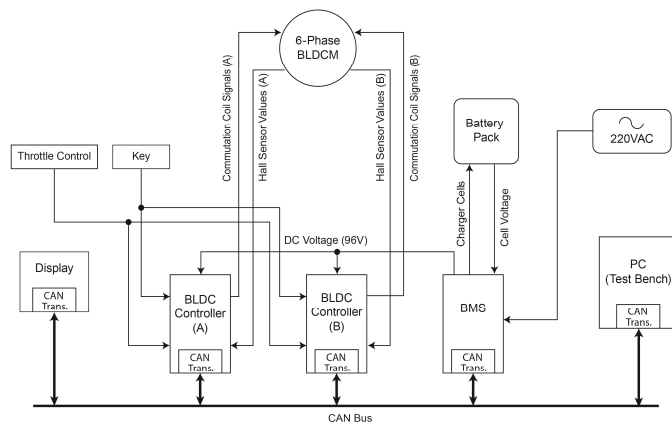 6-Phase
BLDCM
Commutation Coil Signals (A)
Hall Sensor Values (A)
Hall Sensor Values (B)
Commutation Coil Signals (B)
Battery
Pack
220VAC
Throttle Control
Key
Charger Cells
Cell Voltage
DC Voltage (96V)
Display
CAN
Trans.
BLDC
Controller
(A)
CAN
Trans.
BLDC
Controller
(B)
CAN
Trans.
BMS
CAN
Trans.
PC
(Test Bench)
CAN
Trans.
CAN Bus